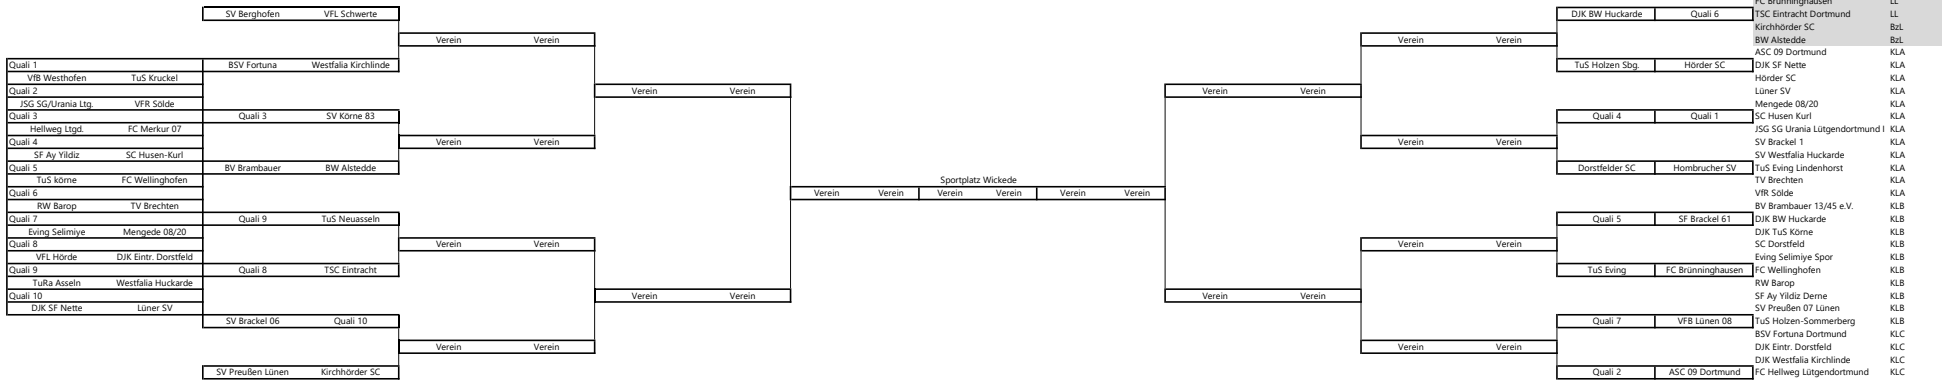 FC Brünninghausen LL
SV Berghofen VFL Schwerte DJK BW Huckarde Quali 6 TSC Eintracht Dortmund LL
Kirchhörder SC BzL
Verein Verein Verein Verein BW Alstedde BzL
ASC 09 Dortmund KLA
Quali 1 BSV Fortuna Westfalia Kirchlinde TuS Holzen Sbg. Hörder SC DJK SF Nette KLA
VfB Westhofen TuS Kruckel Hörder SC KLA
Quali 2 Verein Verein Verein Verein Lüner SV KLA
JSG SG/Urania Ltg. VFR Sölde Mengede 08/20 KLA
Quali 3 Quali 3 SV Körne 83 Quali 4 Quali 1 SC Husen Kurl KLA
Hellweg Ltgd. FC Merkur 07 JSG SG Urania Lütgendortmund I KLA
Quali 4 Verein Verein Verein Verein SV Brackel 1 KLA
SF Ay Yildiz SC Husen-Kurl SV Westfalia Huckarde KLA
Quali 5 BV Brambauer BW Alstedde Dorstfelder SC Hombrucher SV TuS Eving Lindenhorst KLA
TuS körne FC Wellinghofen Sportplatz Wickede TV Brechten KLA
Quali 6 Verein Verein Verein Verein Verein Verein VfR Sölde KLA
RW Barop TV Brechten BV Brambauer 13/45 e.V. KLB
Quali 7 Quali 9 TuS Neuasseln Quali 5 SF Brackel 61 DJK BW Huckarde KLB
Eving Selimiye Mengede 08/20 DJK TuS Körne KLB
Quali 8 Verein Verein Verein Verein SC Dorstfeld KLB
VFL Hörde DJK Eintr. Dorstfeld Eving Selimiye Spor KLB
Quali 9 Quali 8 TSC Eintracht TuS Eving FC Brünninghausen FC Wellinghofen KLB
TuRa Asseln Westfalia Huckarde RW Barop KLB
Quali 10 Verein Verein Verein Verein SF Ay Yildiz Derne KLB
DJK SF Nette Lüner SV SV Preußen 07 Lünen KLB
SV Brackel 06 Quali 10 Quali 7 VFB Lünen 08 TuS Holzen-Sommerberg KLB
BSV Fortuna Dortmund KLC
Verein Verein Verein Verein DJK Eintr. Dorstfeld KLC
DJK Westfalia Kirchlinde KLC
SV Preußen Lünen Kirchhörder SC Quali 2 ASC 09 Dortmund FC Hellweg Lütgendortmund KLC